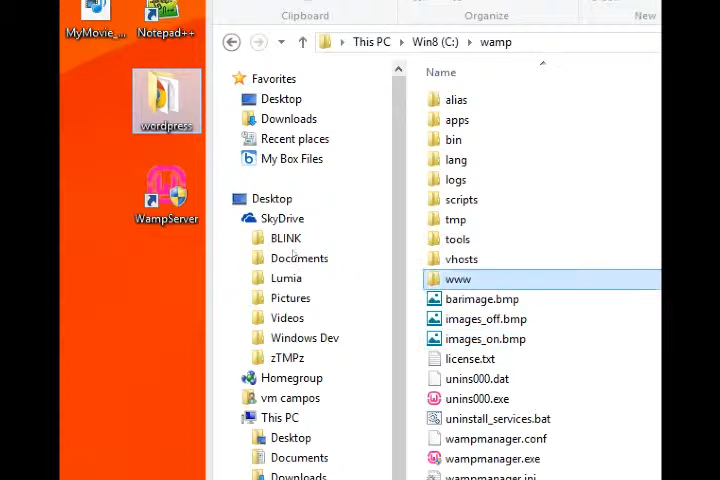 Clipboard
Organize
New
MyMovie_...
Notepad++
This PC
Win8 (C:)
wamp
Name
wordpress
WampServer
Favorites
Desktop
Downloads
Recent places
My Box Files
Desktop
SkyDrive
BLINK
Documents
Lumia
Pictures
Videos
Windows Dev
zTMPz
Homegroup
vm campos
This PC
Desktop
Documents
Downloads
alias
apps
bin
lang
logs
scripts
tmp
tools
vhosts
www
barimage.bmp
images_off.bmp
images_on.bmp
license.txt
unins000.dat
unins000.exe
uninstall_services.bat
wampmanager.conf
wampmanager.exe
wampmanager.ini